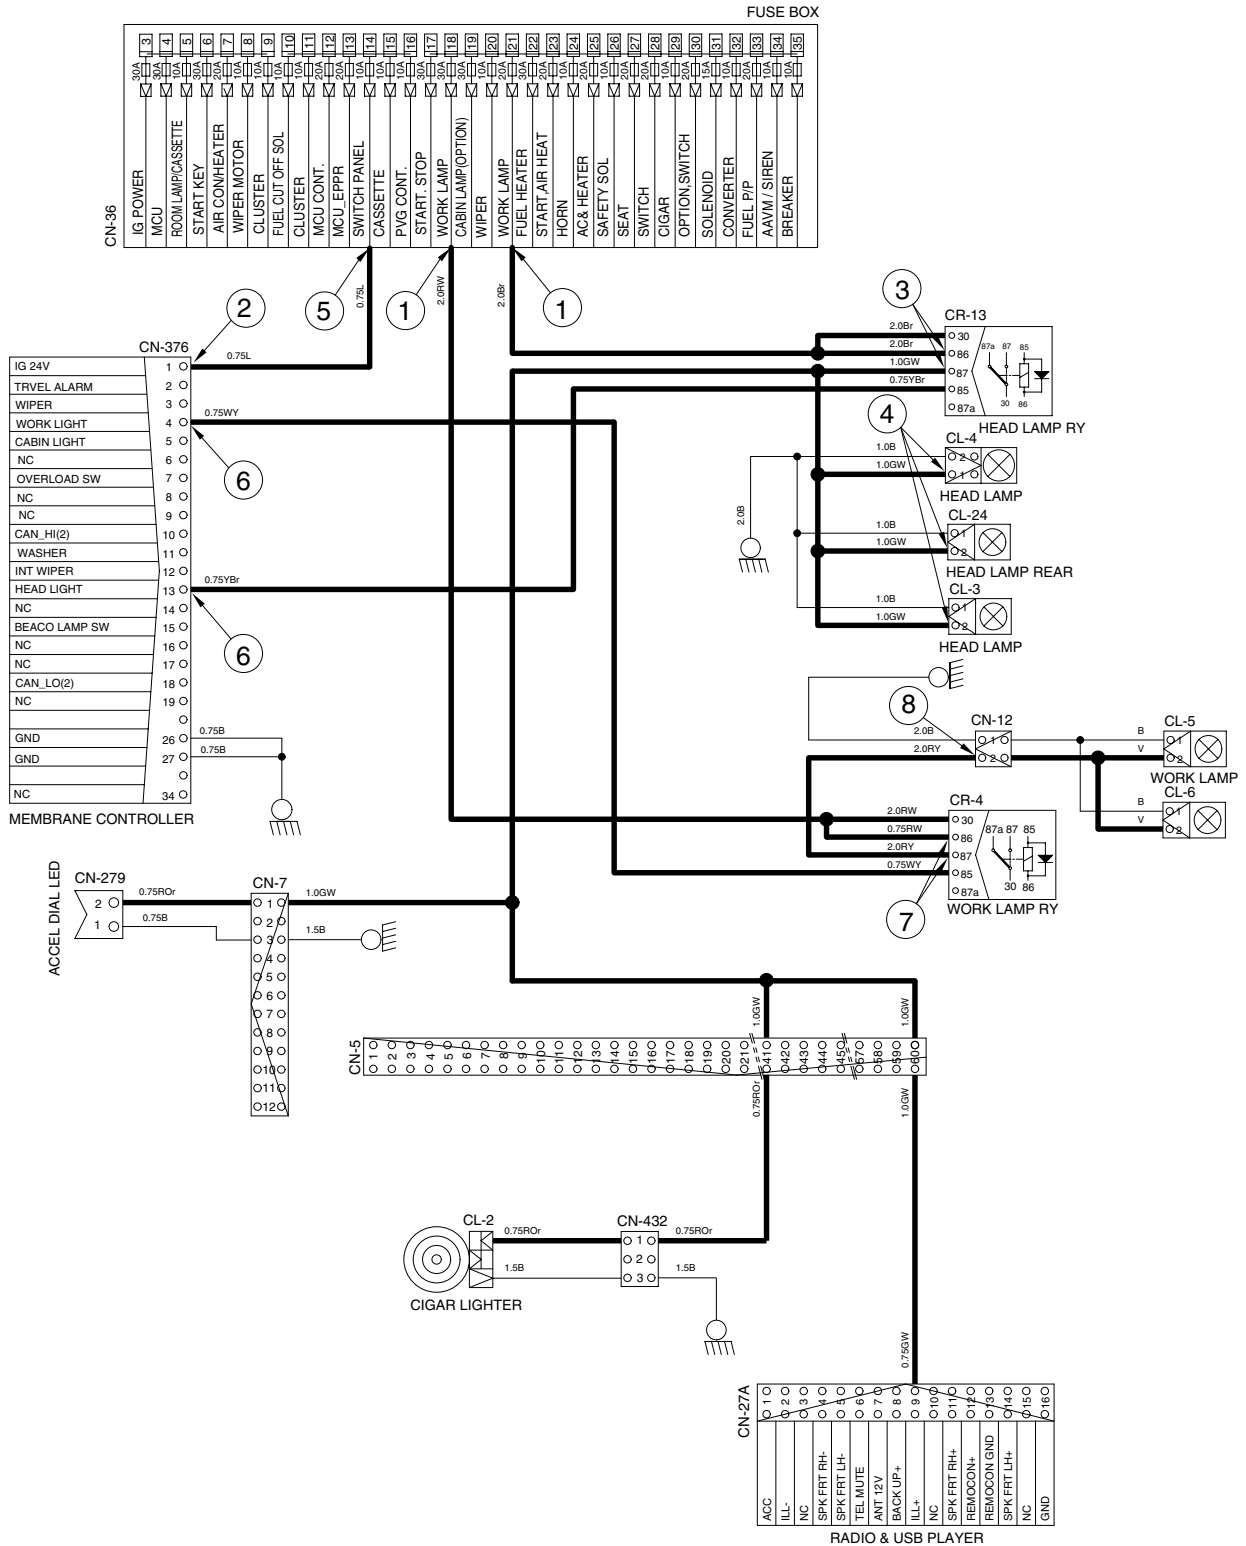 FUSE BOX
CN-36
3 4 5 6 7 8 9 10 11 12 13 14 15 16 17 18 19 20 21 22 23 24 25 26 27 28 29 30 31 32 33 34 35
30A 30A 10A 30A 20A 10A 10A 10A 10A 20A 20A 10A 10A 10A 30A 20A 30A 10A 20A 30A 20A 10A 20A 10A 10A 20A 20A 10A 20A 15A 10A 20A 10A 10A
IG POWER
MCU
ROOM LAMP/CASSETTE
START KEY
AIR CON/HEATER
WIPER MOTOR
CLUSTER
FUEL CUT OFF SOL
CLUSTER
MCU CONT.
MCU_EPPR
SWITCH PANEL
CASSETTE
PVG CONT.
START. STOP
WORK LAMP
CABIN LAMP(OPTION)
WIPER
WORK LAMP
FUEL HEATER
START,AIR HEAT
HORN
AC& HEATER
SAFETY SOL
SEAT
SWITCH
CIGAR
OPTION,SWITCH
SOLENOID
CONVERTER
FUEL P/P
AAVM / SIREN
BREAKER
0.75L
2.0RW
2.0Br
2
5
1
1
3
CR-13
2.0Br
30
2.0Br
86
1.0GW
87
0.75YBr
85
87a
87a 87 85
30 86
HEAD LAMP RY
4
CL-4
1.0B
2
1.0GW
1
HEAD LAMP
2.0B
CL-24
1.0B
1
1.0GW
2
HEAD LAMP REAR
CL-3
1.0B
1
1.0GW
2
HEAD LAMP
CN-376
IG 24V 1
0.75L
TRVEL ALARM 2
WIPER 3
WORK LIGHT 4
0.75WY
CABIN LIGHT 5
NC 6
OVERLOAD SW 7
NC 8
NC 9
CAN_HI(2) 10
WASHER 11
INT WIPER 12
HEAD LIGHT 13
0.75YBr
NC 14
BEACO LAMP SW 15
NC 16
NC 17
CAN_LO(2) 18
NC 19
GND 26
0.75B
GND 27
0.75B
NC 34
MEMBRANE CONTROLLER
6
6
8
CN-12
2.0B
1
2.0RY
2
CL-5
B
1
V
2
WORK LAMP
CL-6
B
1
V
2
CR-4
2.0RW
30
0.75RW
86
2.0RY
87
0.75WY
85
87a
87a 87 85
30 86
WORK LAMP RY
7
ACCEL DIAL LED
CN-279
2
0.75ROr
1
0.75B
CN-7
1
1.0GW
2
3
1.5B
4
5
6
7
8
9
10
11
12
1.0GW
1.0GW
CN-5
1 2 3 4 5 6 7 8 9 10 11 12 13 14 15 16 17 18 19 20 21 41 42 43 44 45 57 58 59 60
0.75ROr
1.0GW
CL-2
0.75ROr
1.5B
CIGAR LIGHTER
CN-432
1
0.75ROr
2
3
1.5B
0.75GW
CN-27A
1 2 3 4 5 6 7 8 9 10 11 12 13 14 15 16
ACC
ILL-
NC
SPK FRT RH-
SPK FRT LH-
TEL MUTE
ANT 12V
BACK UP+
ILL+
NC
SPK FRT RH+
REMOCON+
REMOCON GND
SPK FRT LH+
NC
GND
RADIO & USB PLAYER